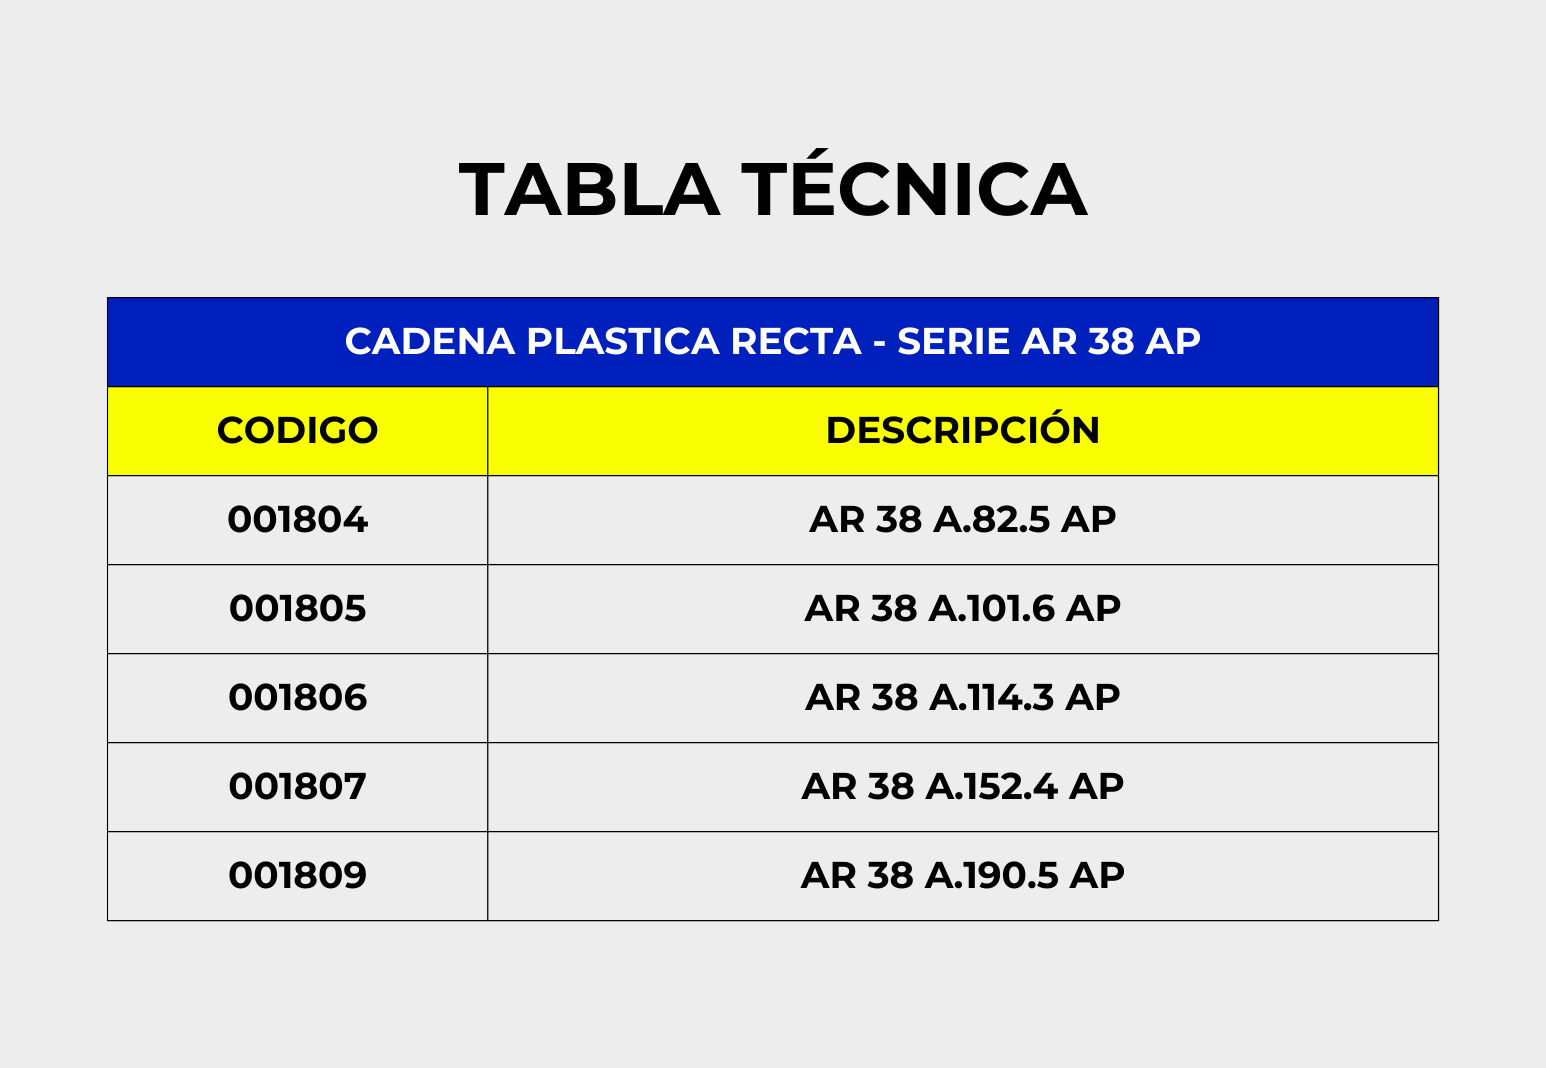 TABLA TÉCNICA
CADENA PLASTICA RECTA - SERIE AR 38 AP
CODIGO DESCRIPCIÓN
001804 AR 38 A.82.5 AP
001805 AR 38 A.101.6 AP
001806 AR 38 A.114.3 AP
001807 AR 38 A.152.4 AP
001809 AR 38 A.190.5 AP